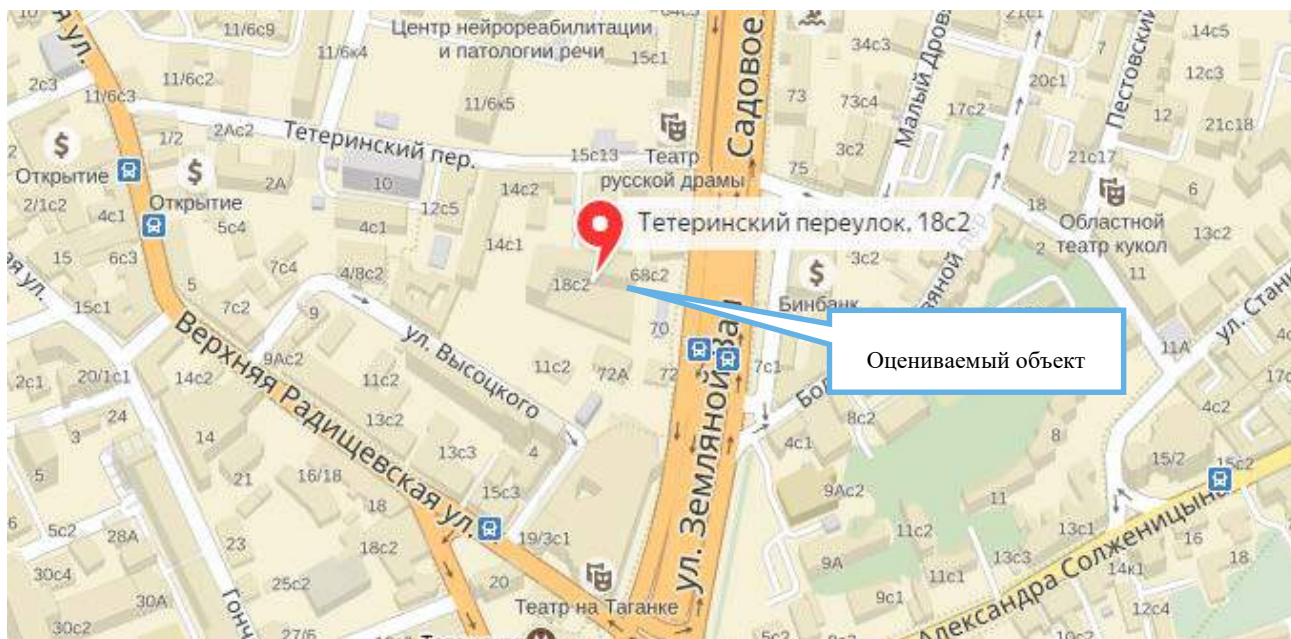 11/6с9
Центр нейрореабилитации
и патологии речи
11/6к4
15с1
Садовое
34с3
Малый Дров
7
20с1
Пестовский
14с5
12с3
2с3
11/6с2
11/6с3
11/6к5
73
73с4
17с2
12
21с18
Тетеринский пер.
1/2
2Ас2
Открытие
2А
Открытие
10
15с13
Театр
русской драмы
75
3с2
21с17
6
2/1с2
4с1
5с4
4с1
12с5
14с2
14с1
Тетеринский переулок, 18с2
18
2
Областной
театр кукол
13с2
15
6с3
7с4
4/8с2
18с2
68с2
3с2
Бинбанк
11
ул. Стани
15с1
5
7с2
9
ул. Высоцкого
70
Оцениваемый объект
11А
Верхняя Радищевская ул.
9Ас2
11с2
11с2
72А
72
7с1
2с1
20/1с1
14с2
13с2
8с2
4с2
24
3
14
13с3
4
4с1
8
15/2
15с2
5
21
16/18
15с3
9Ас2
11
ул. Земляной Вал
18
5с2
28А
23
18с2
19/3с1
11с2
13с1
16
18
30с4
25с2
20
Театр на Таганке
9А
11с1
13с3
14к1
Александра Солженицына
30А
Гонч
9с1
12с4
30с2
27/6
5с2
10с2